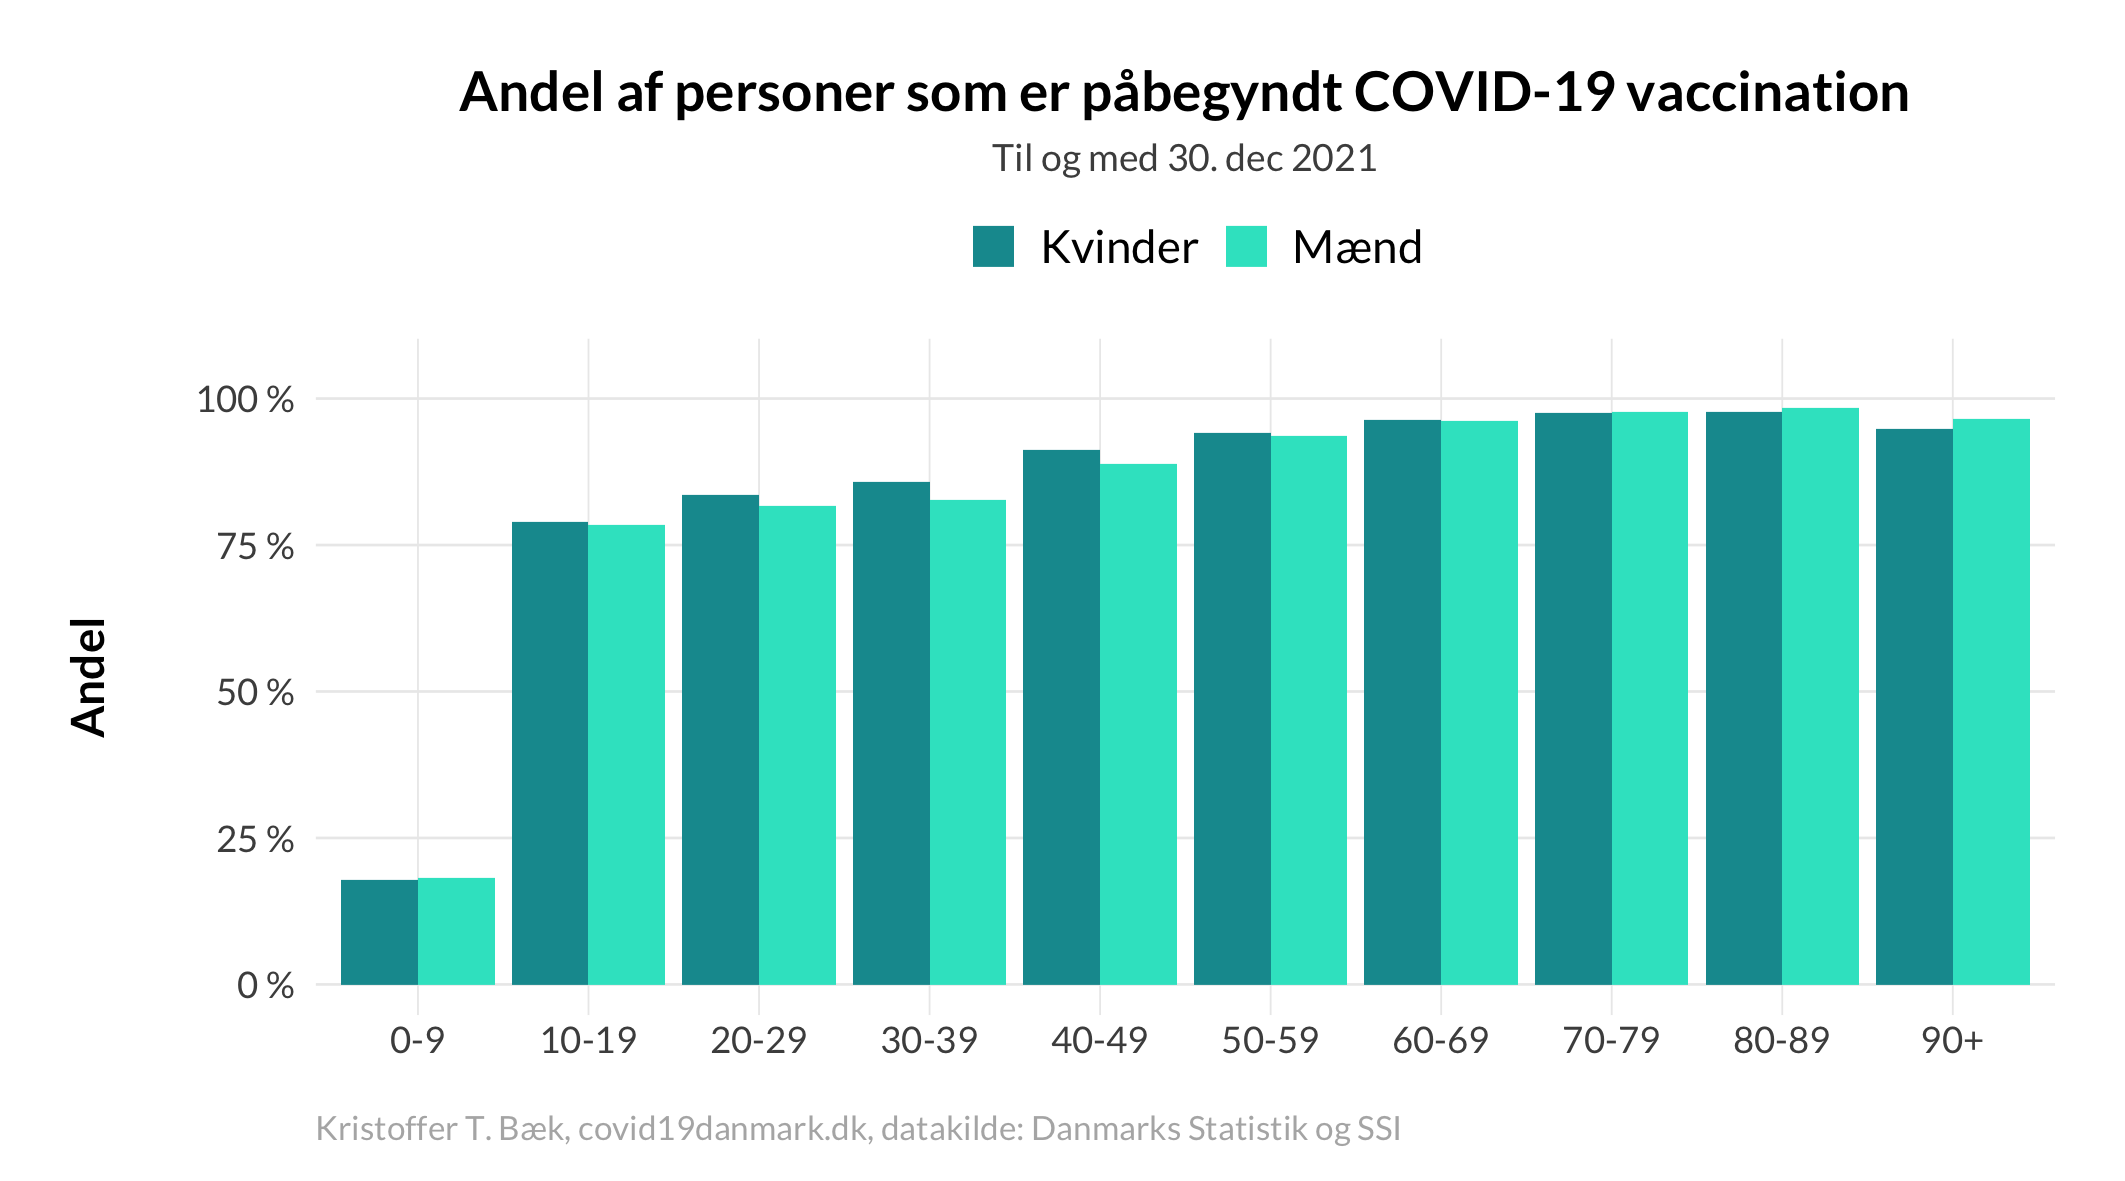 Andel af personer som er påbegyndt COVID-19 vaccination
Til og med 30. dec 2021
Kvinder Mænd
100 %
75 %
50 %
25 %
0 %
Andel
0-9 10-19 20-29 30-39 40-49 50-59 60-69 70-79 80-89 90+
Kristoffer T. Bæk, covid19danmark.dk, datakilde: Danmarks Statistik og SSI